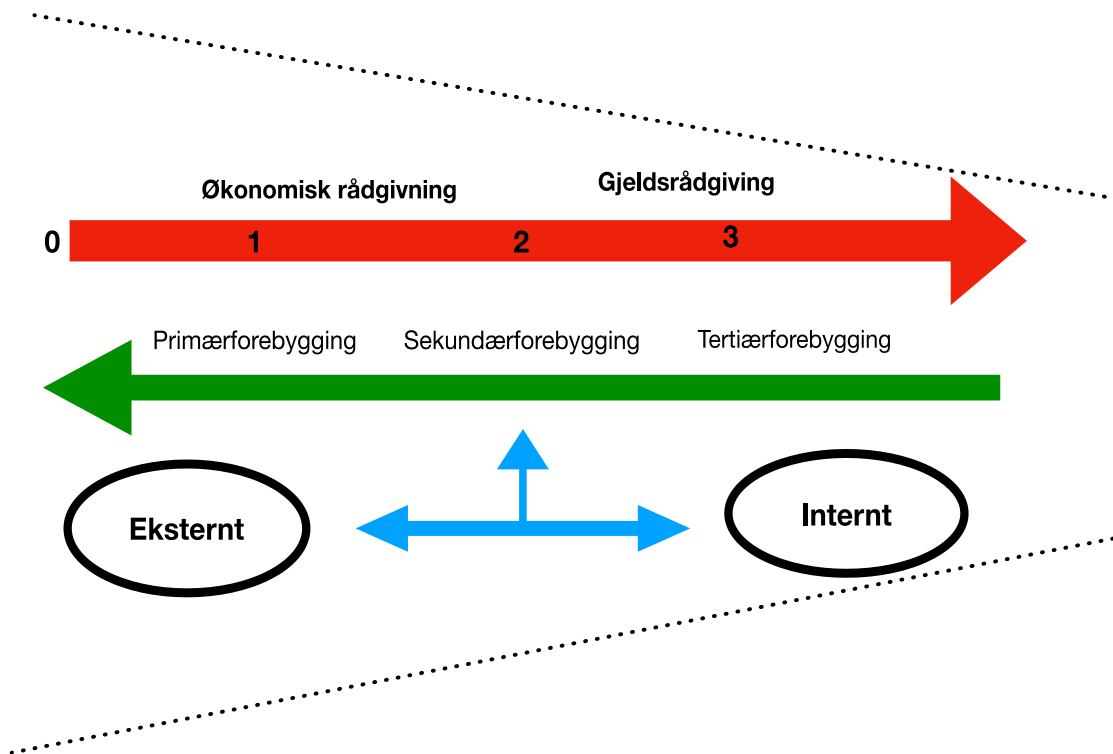 Økonomisk rådgivning
Gjeldsrådgiving
0
1
2
3
Primærforebygging
Sekundærforebygging
Tertiærforebygging
Eksternt
Internt